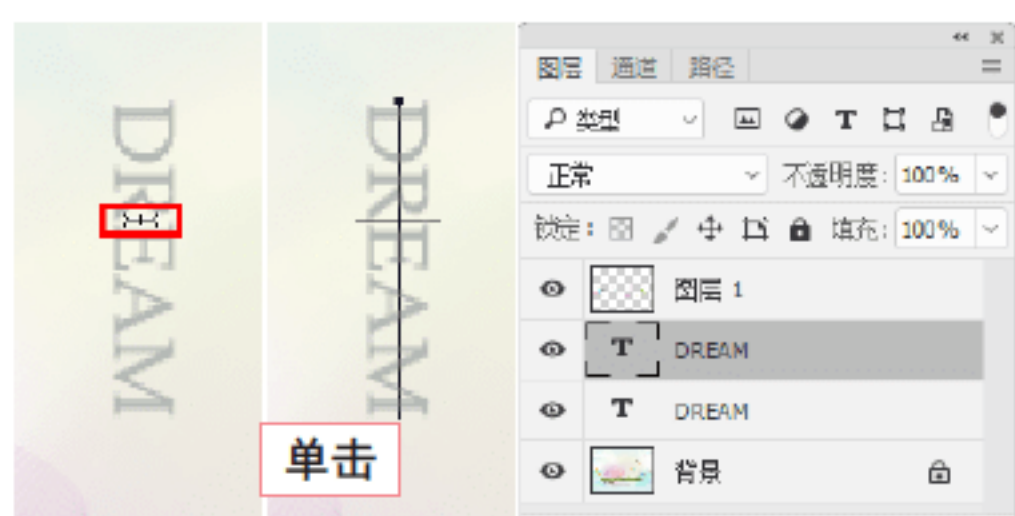 DREAM
DREAM
单击
图层 通道 路径
类型
正常 不透明度: 100%
锁定: 填充: 100%
图层 1
DREAM
DREAM
背景